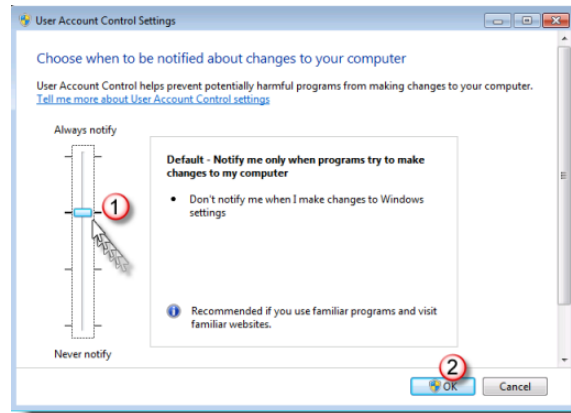 User Account Control Settings
Choose when to be notified about changes to your computer
User Account Control helps prevent potentially harmful programs from making changes to your computer.
Tell me more about User Account Control settings
Always notify
Default - Notify me only when programs try to make
changes to my computer
• Don't notify me when I make changes to Windows
settings
1
Recommended if you use familiar programs and visit
familiar websites.
Never notify
2
OK
Cancel